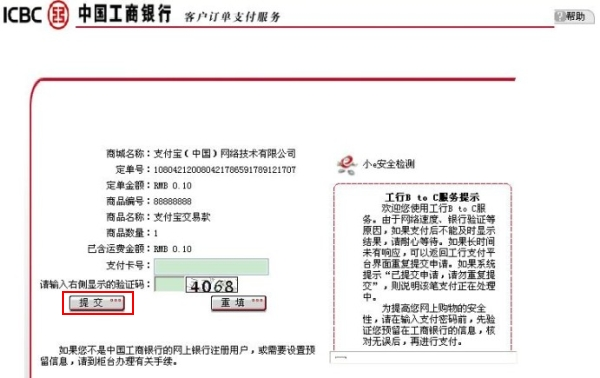 ICBC 中国工商银行 客户订单支付服务
帮助
商城名称：支付宝（中国）网络技术有限公司
定单号：10804212008042178659178912170T
定单金额：RMB 0.10
商品编号：88888888
商品名称：支付宝交易款
商品数量：1
已含运费金额：RMB 0.10
支付卡号：
请输入右侧显示的验证码：
4068
提 交
重 填
如果您不是中国工商银行的网上银行注册用户，或需要设置预
留信息，请到柜台办理有关手续。
小e安全检测
工行B to C服务提示
欢迎您使用工行B to C服
务。由于网络速度、银行验证等
原因，如果支付后不能及时显示
结果，请耐心等待。如果长时间
未有响应，可以返回工行支付平
台界面重复提交申请。如果系统
提示“已提交申请，请勿重复提
交”，则说明该笔支付正在处理
中。
为提高您网上购物的安全
性，请在输入支付密码前，先验
证您预留在工商银行的信息，核
对无误后，再进行支付。